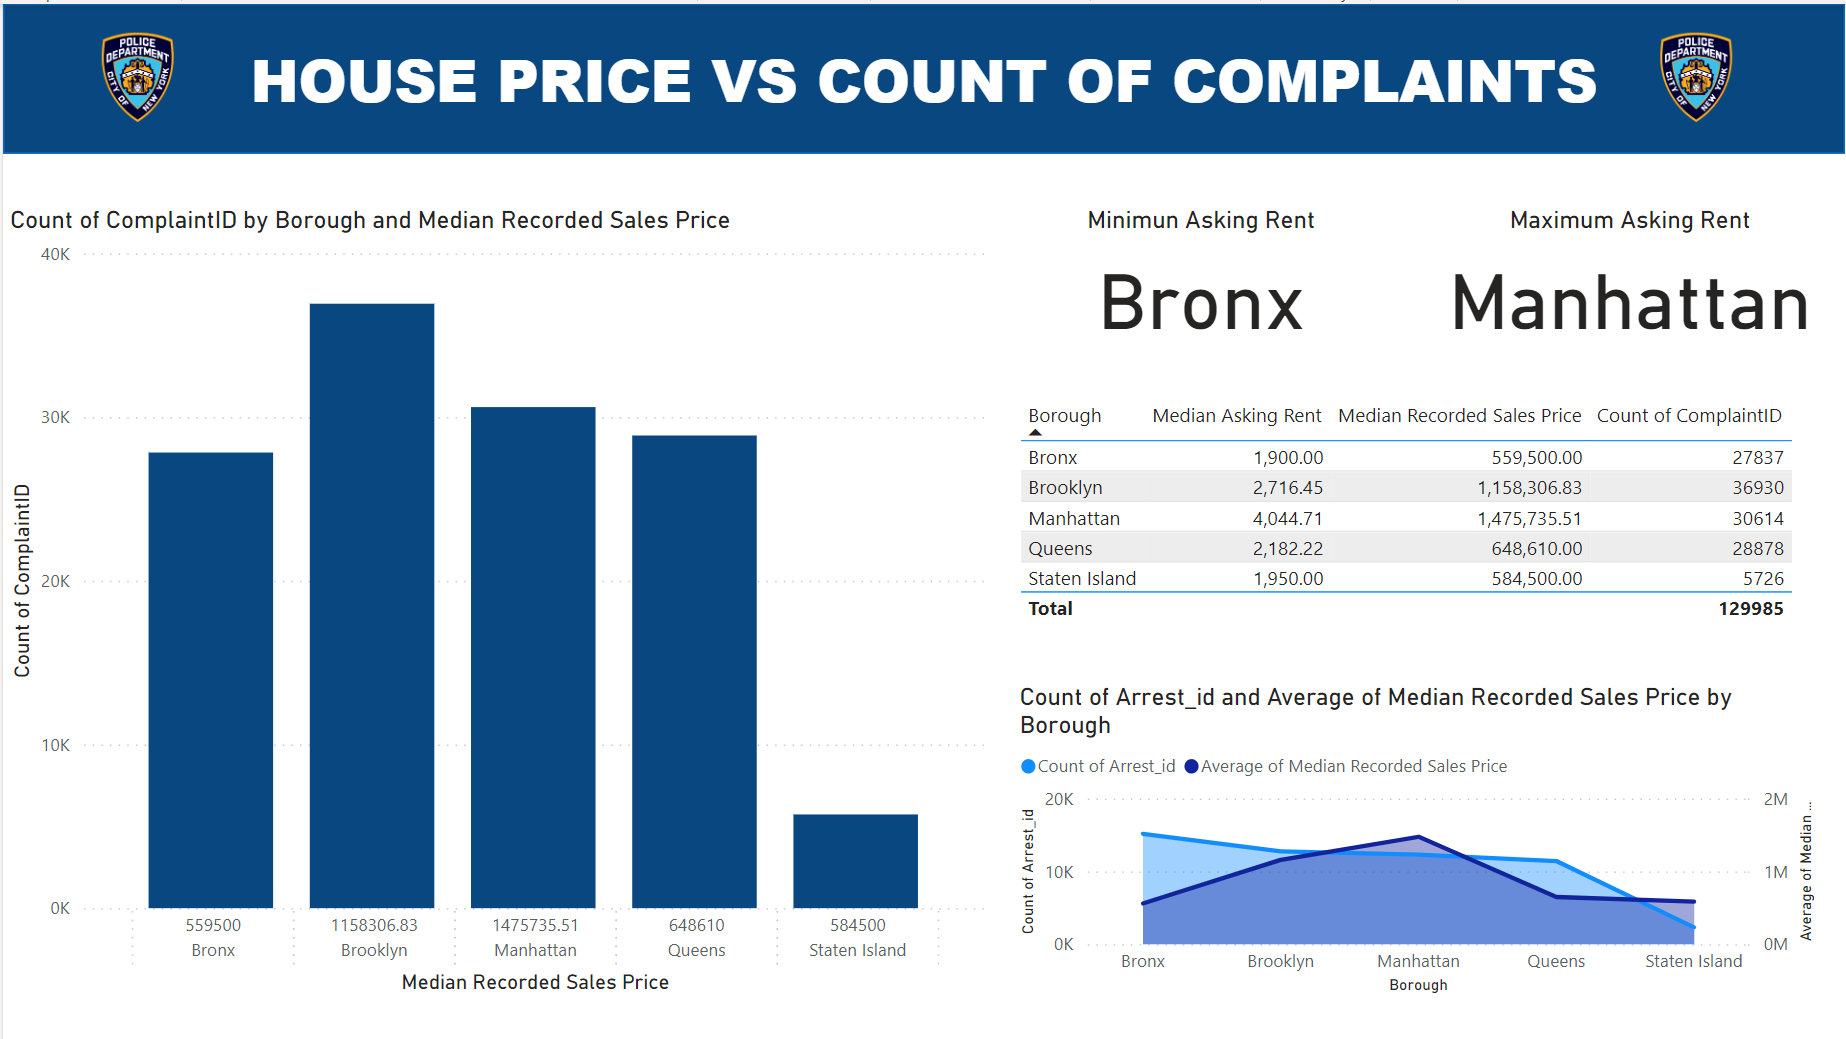 HOUSE PRICE VS COUNT OF COMPLAINTS
POLICE
DEPARTMENT
CITY OF NEW YORK
POLICE
DEPARTMENT
CITY OF NEW YORK
Count of ComplaintID by Borough and Median Recorded Sales Price
Count of ComplaintID
40K
30K
20K
10K
0K
559500 1158306.83 1475735.51 648610 584500
Bronx Brooklyn Manhattan Queens Staten Island
Median Recorded Sales Price
Minimun Asking Rent
Bronx
Maximum Asking Rent
Manhattan
Borough Median Asking Rent Median Recorded Sales Price Count of ComplaintID
Bronx 1,900.00 559,500.00 27837
Brooklyn 2,716.45 1,158,306.83 36930
Manhattan 4,044.71 1,475,735.51 30614
Queens 2,182.22 648,610.00 28878
Staten Island 1,950.00 584,500.00 5726
Total 129985
Count of Arrest_id and Average of Median Recorded Sales Price by
Borough
Count of Arrest_id Average of Median Recorded Sales Price
Count of Arrest_id
20K
10K
0K
2M
1M
0M
Average of Median ...
Bronx Brooklyn Manhattan Queens Staten Island
Borough